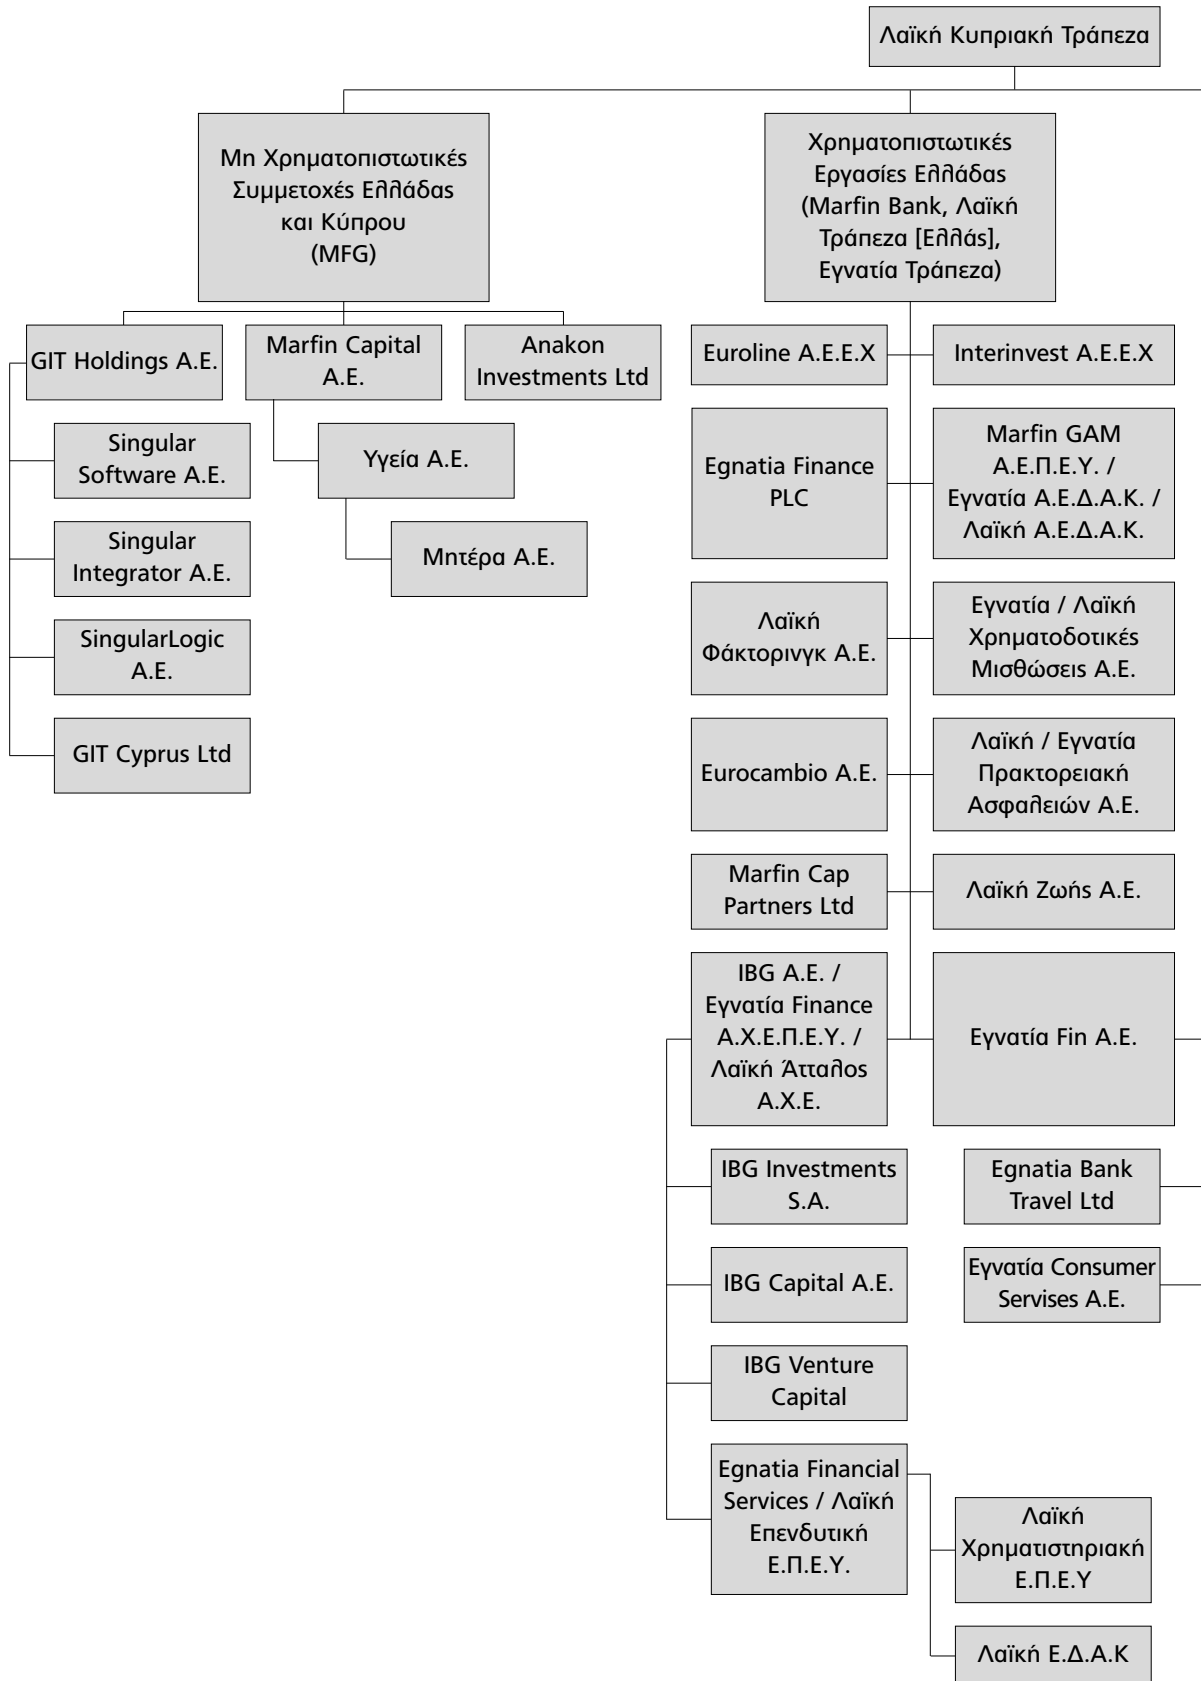 Λαϊκή Κυπριακή Τράπεζα
Μη Χρηματοπιστωτικές
Συμμετοχές Ελλάδας
και Κύπρου
(MFG)
Χρηματοπιστωτικές
Εργασίες Ελλάδας
(Marfin Bank, Λαϊκή
Τράπεζα [Ελλάς],
Εγνατία Τράπεζα)
GIT Holdings Α.Ε.
Marfin Capital
Α.Ε.
Anakon
Investments Ltd
Singular
Software Α.Ε.
Υγεία Α.Ε.
Singular
Integrator Α.Ε.
Μητέρα Α.Ε.
SingularLogic
Α.Ε.
GIT Cyprus Ltd
Euroline Α.Ε.Ε.Χ
Interinvest Α.Ε.Ε.Χ
Egnatia Finance
PLC
Marfin GAM
Α.Ε.Π.Ε.Υ. /
Εγνατία Α.Ε.Δ.Α.Κ. /
Λαϊκή Α.Ε.Δ.Α.Κ.
Λαϊκή
Φάκτορινγκ Α.Ε.
Εγνατία / Λαϊκή
Χρηματοδοτικές
Μισθώσεις Α.Ε.
Eurocambio Α.Ε.
Λαϊκή / Εγνατία
Πρακτορειακή
Ασφαλειών Α.Ε.
Marfin Cap
Partners Ltd
Λαϊκή Ζωής Α.Ε.
IBG Α.Ε. /
Εγνατία Finance
Α.Χ.Ε.Π.Ε.Υ. /
Λαϊκή Άτταλος
Α.Χ.Ε.
Εγνατία Fin Α.Ε.
IBG Investments
S.A.
Egnatia Bank
Travel Ltd
IBG Capital Α.Ε.
Εγνατία Consumer
Servises Α.Ε.
IBG Venture
Capital
Egnatia Financial
Services / Λαϊκή
Επενδυτική
Ε.Π.Ε.Υ.
Λαϊκή
Χρηματιστηριακή
Ε.Π.Ε.Υ
Λαϊκή Ε.Δ.Α.Κ